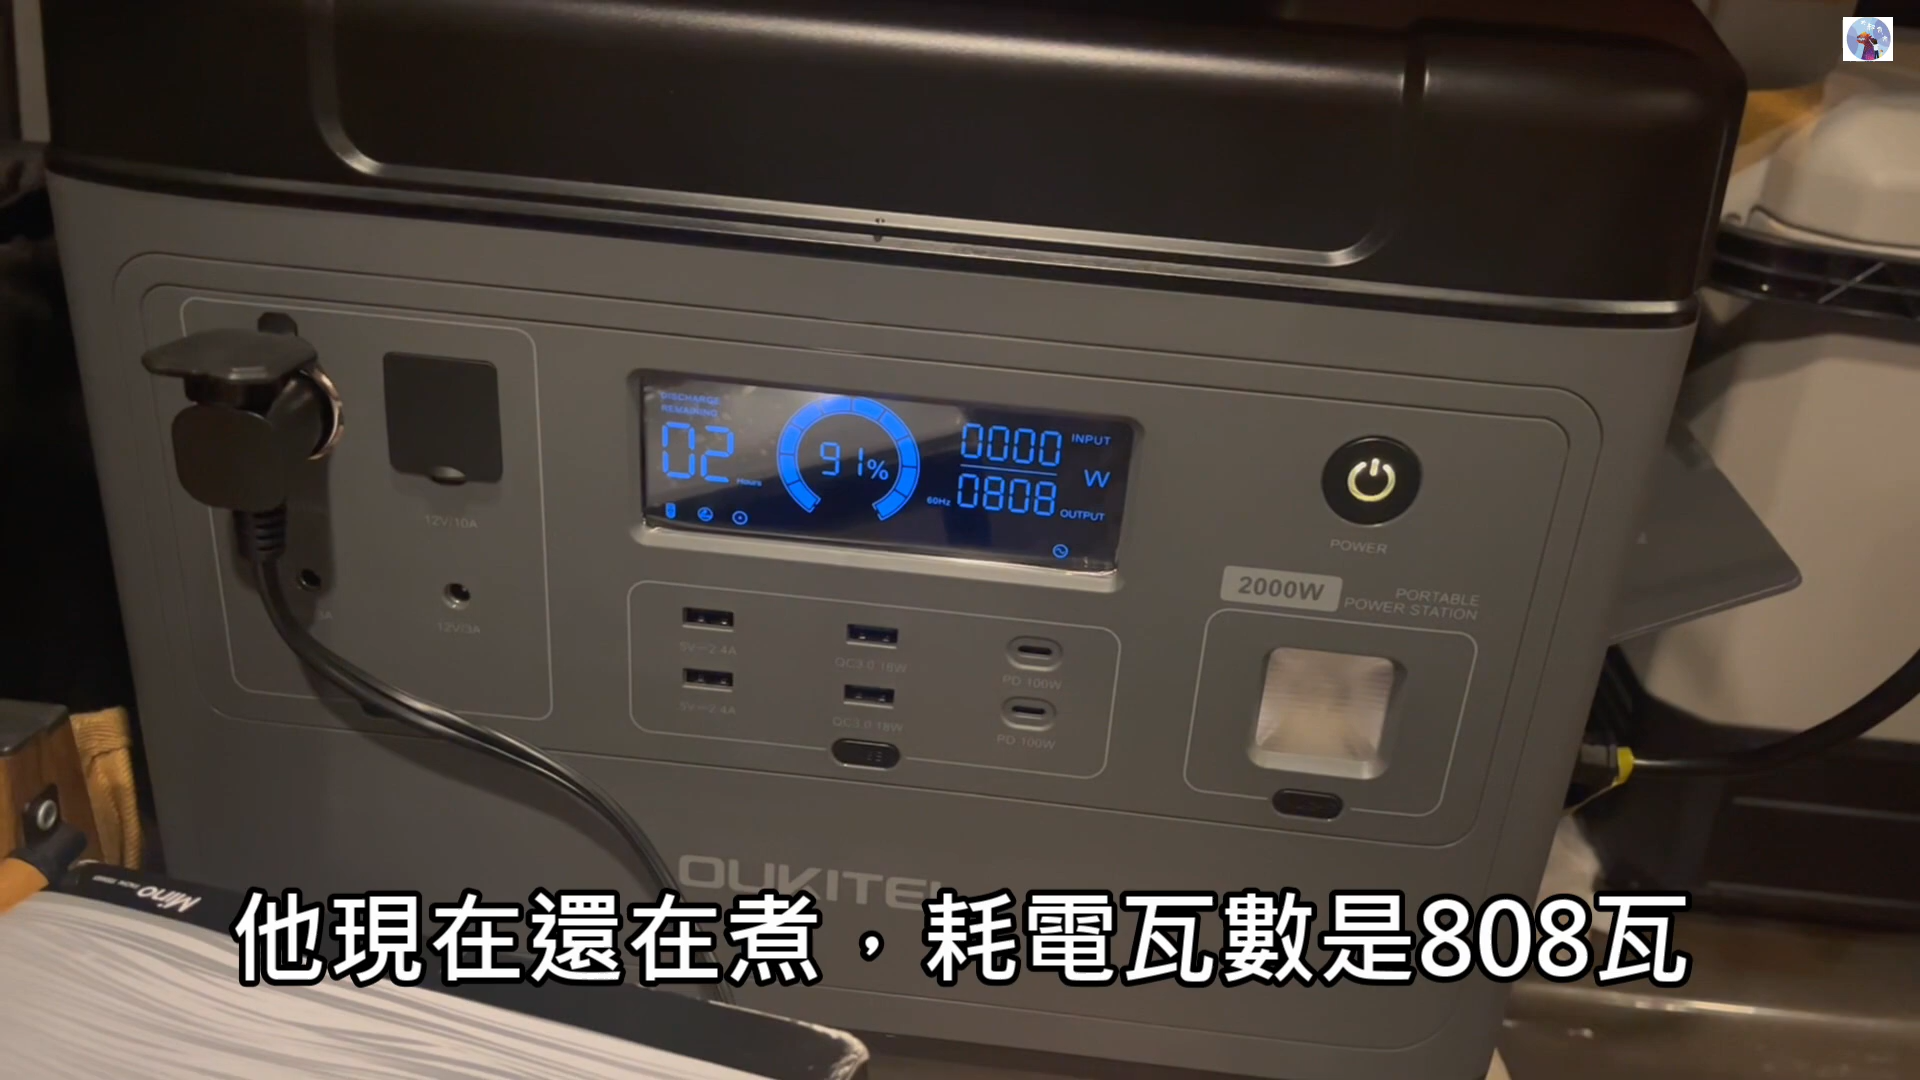 DISCHARGE
REMAINING
02 Hours
91%
0000 INPUT
W
60Hz 0808 OUTPUT
POWER
2000W
PORTABLE
POWER STATION
12V/10A
12V/3A
5V⎓2.4A
QC3.0 18W
PD 100W
5V⎓2.4A
QC3.0 18W
PD 100W
OUKITEL
Mino
他現在還在煮,耗電瓦數是808瓦